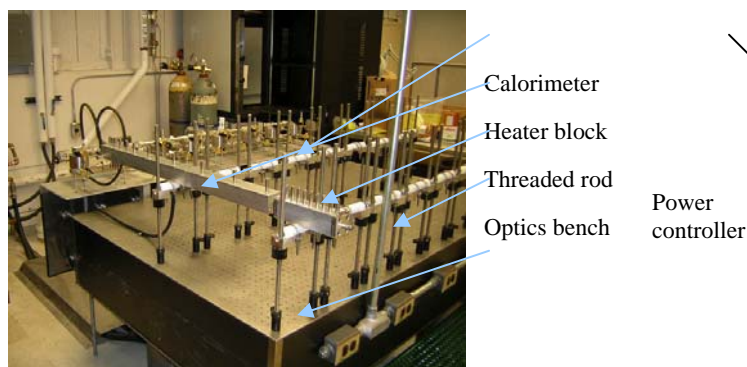 Calorimeter
Heater block
Threaded rod
Optics bench
Power
controller